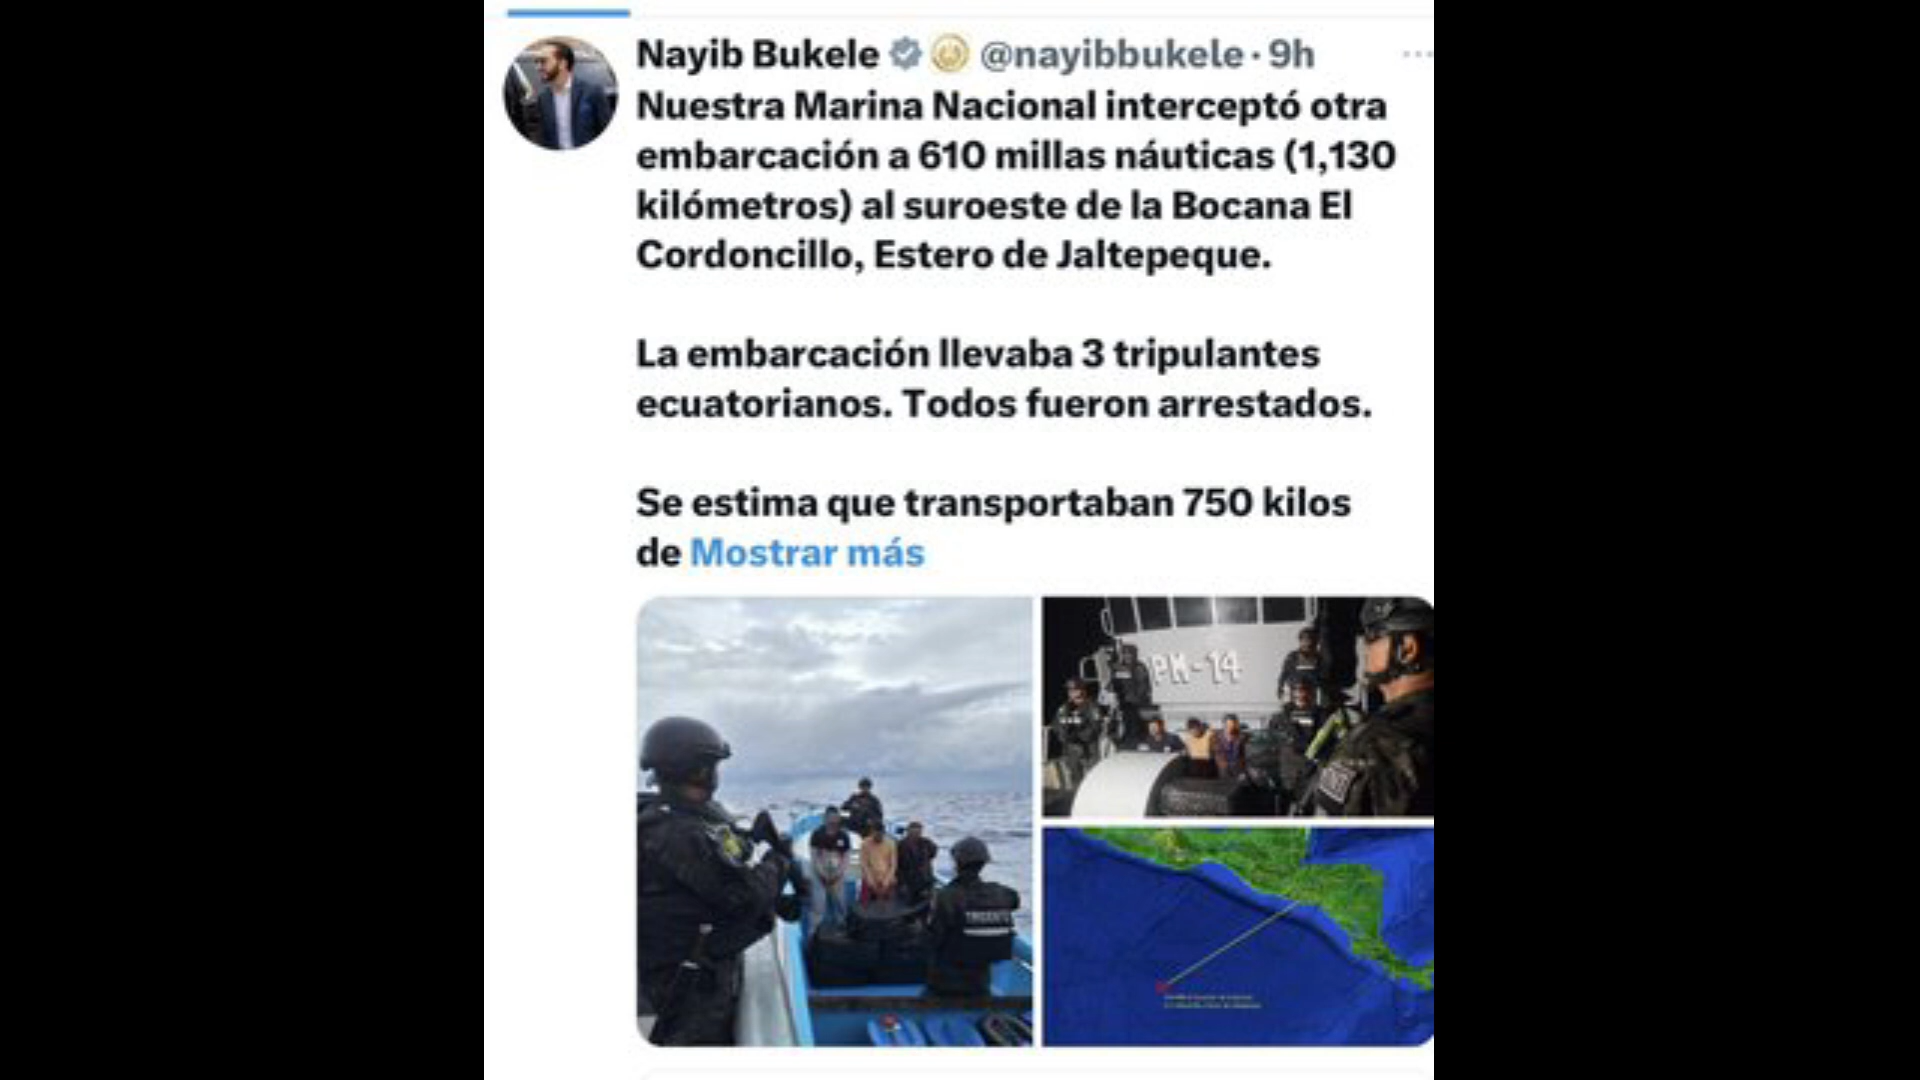 Nayib Bukele @nayibbukele · 9h
Nuestra Marina Nacional interceptó otra
embarcación a 610 millas náuticas (1,130
kilómetros) al suroeste de la Bocana El
Cordoncillo, Estero de Jaltepeque.
La embarcación llevaba 3 tripulantes
ecuatorianos. Todos fueron arrestados.
Se estima que transportaban 750 kilos
de Mostrar más
PM-14